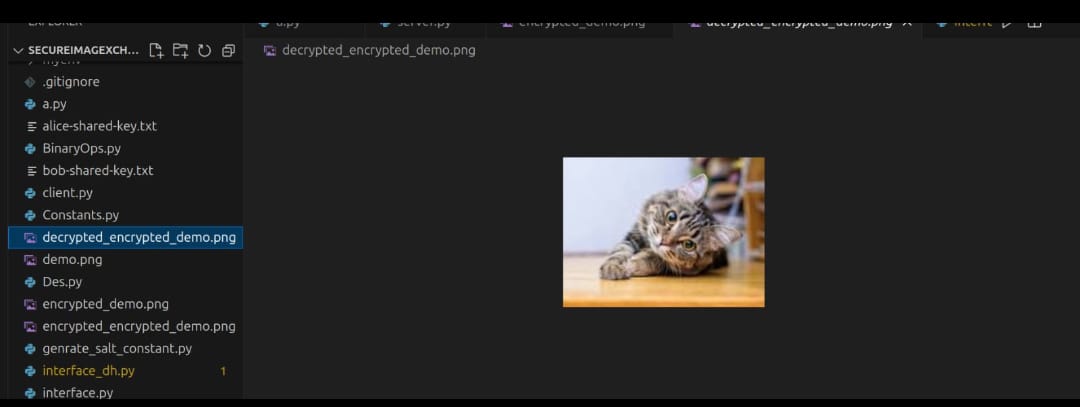 EXPLORER
a.py
server.py
encrypted_demo.png
decrypted_encrypted_demo.png
SECUREIMAGEXCH...
decrypted_encrypted_demo.png
myenv
.gitignore
a.py
alice-shared-key.txt
BinaryOps.py
bob-shared-key.txt
client.py
Constants.py
decrypted_encrypted_demo.png
demo.png
Des.py
encrypted_demo.png
encrypted_encrypted_demo.png
genrate_salt_constant.py
interface_dh.py 1
interface.py